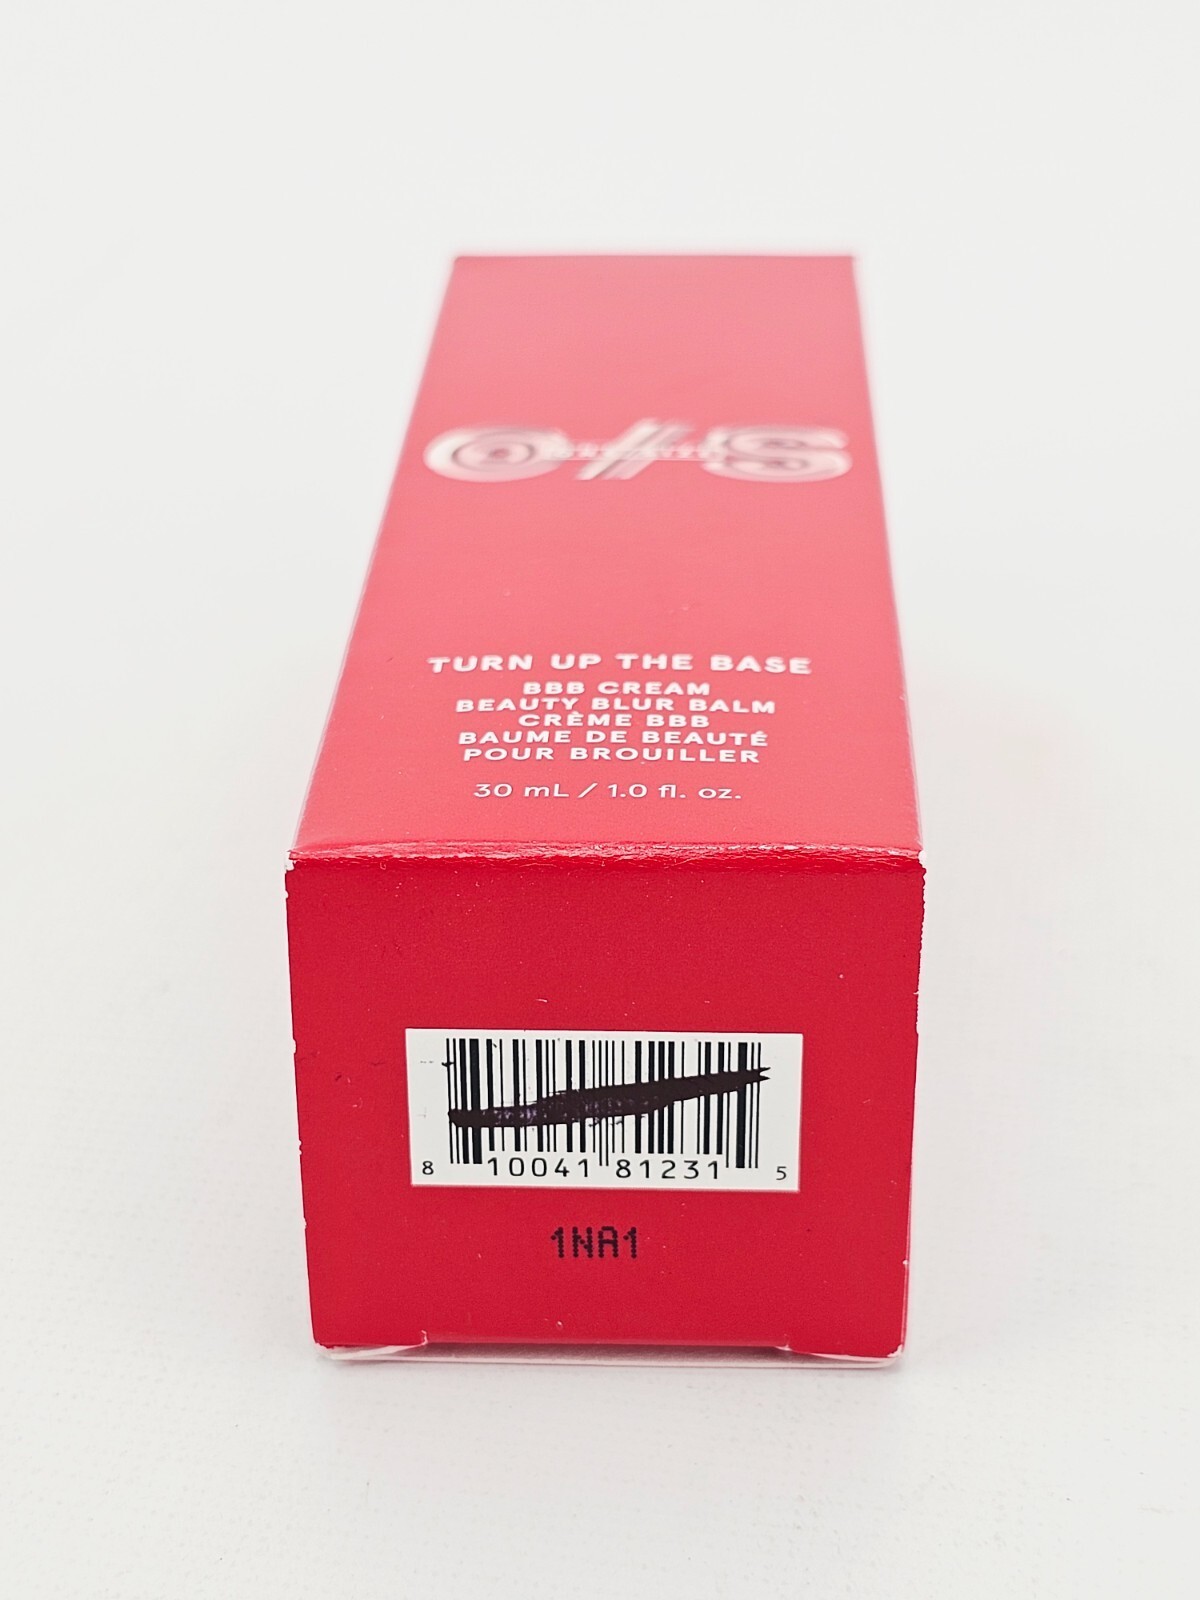 O/S
TURN UP THE BASE
BBB CREAM
BEAUTY BLUR BALM
CRÈME BBB
BAUME DE BEAUTÉ
POUR BROUILLER
30 mL / 1.0 fl. oz.
8 10041 81231 5
1NA1